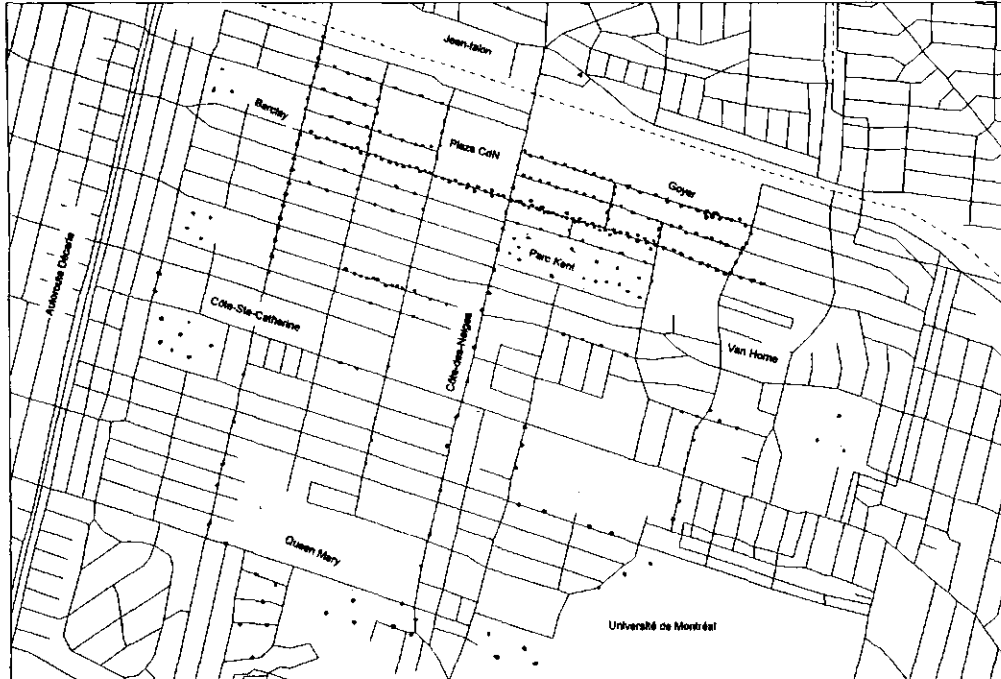 Jean-talon
Barclay
Plaza CdN
Goyer
Autoroute Décarie
Parc Kent
Côte-Ste-Catherine
Côte-des-Neiges
Van Horne
Queen Mary
Université de Montréal